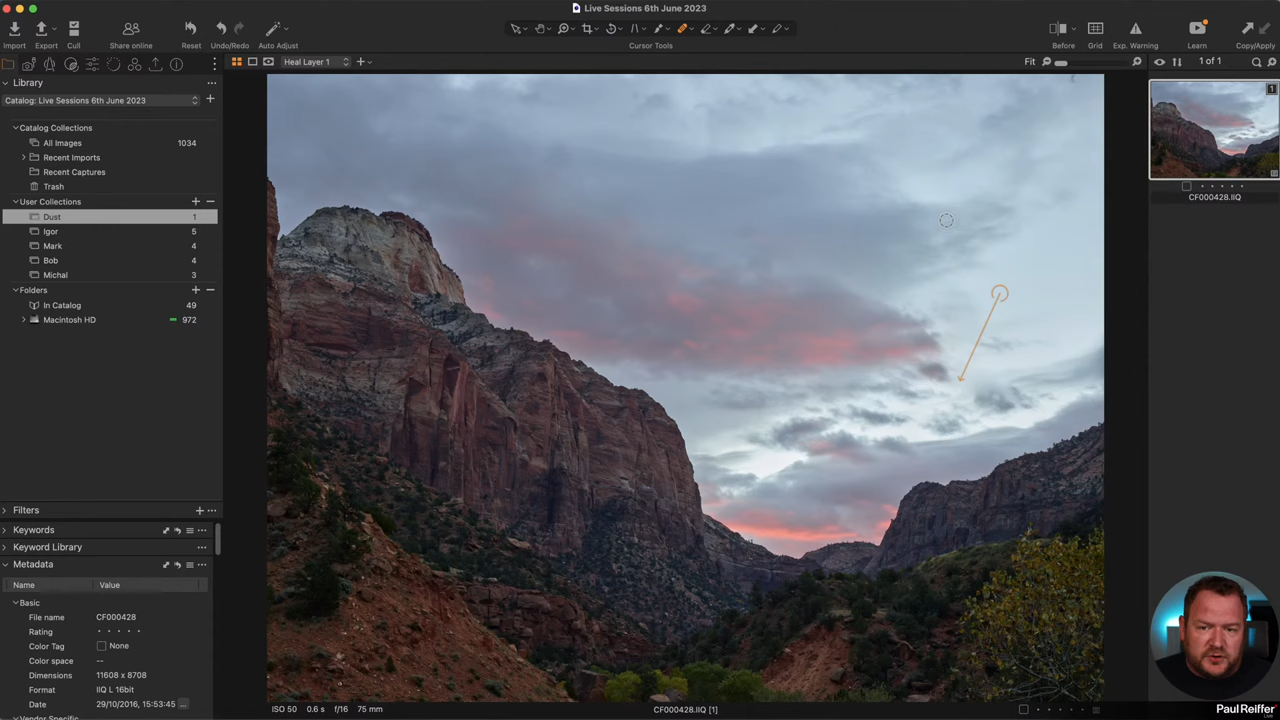 Live Sessions 6th June 2023
Import
Export
Cull
Share online
Reset
Undo/Redo
Auto Adjust
Cursor Tools
Before
Grid
Exp. Warning
Learn
Copy/Apply
Library
Heal Layer 1
Fit
1 of 1
Catalog: Live Sessions 6th June 2023
Catalog Collections
All Images 1034
Recent Imports
Recent Captures
Trash
User Collections
Dust 1
Igor 5
Mark 4
Bob 4
Michal 3
Folders
In Catalog 49
Macintosh HD 972
1
CF000428.IIQ
Filters
Keywords
Keyword Library
Metadata
Name Value
Basic
File name CF000428
Rating
Color Tag None
Color space --
Dimensions 11608 x 8708
Format IIQ L 16bit
Date 29/10/2016, 15:53:45 ...
Vendor Specific
ISO 50 0.6 s f/16 75 mm
CF000428.IIQ [1]
Paul Reiffer
Live